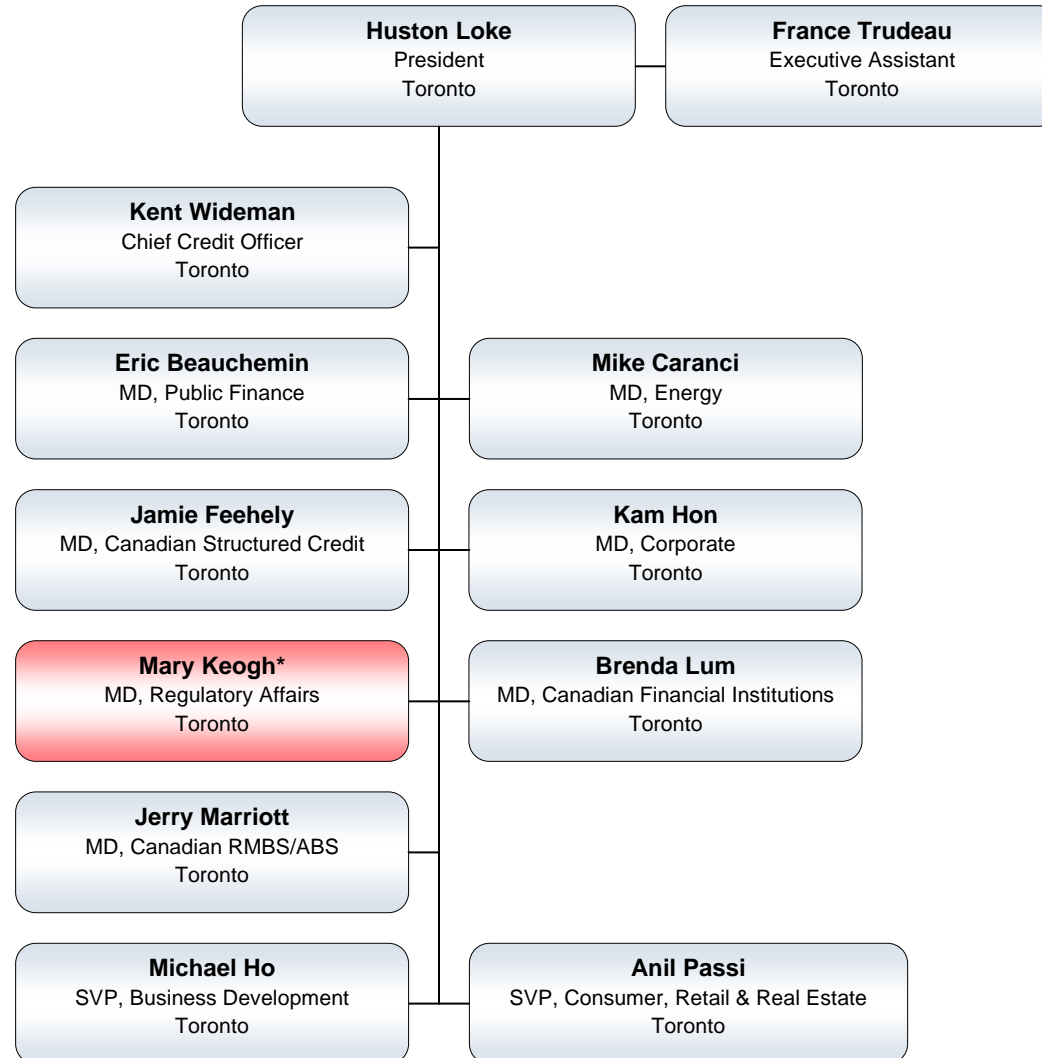 Huston Loke
President
Toronto
France Trudeau
Executive Assistant
Toronto
Kent Wideman
Chief Credit Officer
Toronto
Eric Beauchemin
MD, Public Finance
Toronto
Mike Caranci
MD, Energy
Toronto
Jamie Feehely
MD, Canadian Structured Credit
Toronto
Kam Hon
MD, Corporate
Toronto
Mary Keogh*
MD, Regulatory Affairs
Toronto
Brenda Lum
MD, Canadian Financial Institutions
Toronto
Jerry Marriott
MD, Canadian RMBS/ABS
Toronto
Michael Ho
SVP, Business Development
Toronto
Anil Passi
SVP, Consumer, Retail & Real Estate
Toronto